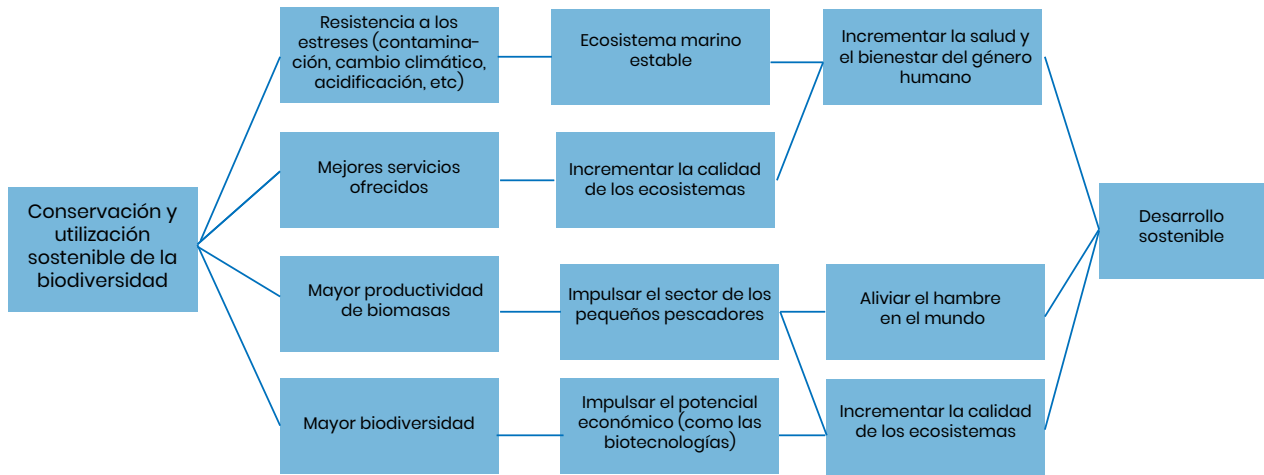 Conservación y
utilización
sostenible de la
biodiversidad
Resistencia a los
estreses (contamina-
ción, cambio climático,
acidificación, etc)
Ecosistema marino
estable
Incrementar la salud y
el bienestar del género
humano
Mejores servicios
ofrecidos
Incrementar la calidad
de los ecosistemas
Mayor productividad
de biomasas
Impulsar el sector de los
pequeños pescadores
Aliviar el hambre
en el mundo
Mayor biodiversidad
Impulsar el potencial
económico (como las
biotecnologías)
Incrementar la calidad
de los ecosistemas
Desarrollo
sostenible